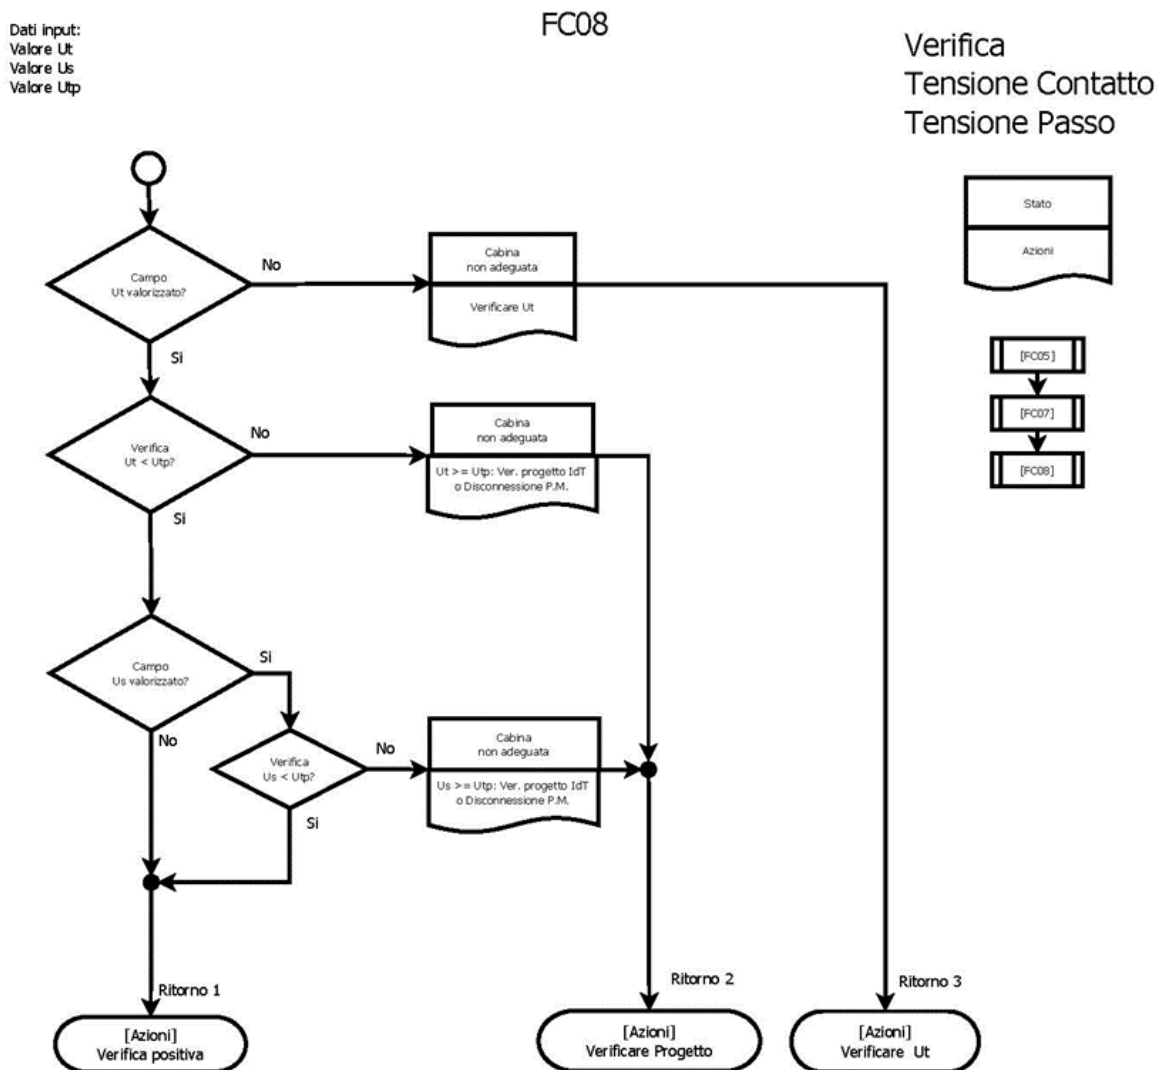 FC08
Dati input:
Valore Ut
Valore Us
Valore Utp
Verifica
Tensione Contatto
Tensione Passo
Stato
Azioni
[FC05]
[FC07]
[FC08]
Campo
Ut valorizzato?
No
Cabina
non adeguata
Verificare Ut
Si
Verifica
Ut < Utp?
No
Cabina
non adeguata
Ut >= Utp: Ver. progetto IdT
o Disconnessione P.M.
Si
Campo
Us valorizzato?
Si
No
Verifica
Us < Utp?
No
Cabina
non adeguata
Us >= Utp: Ver. progetto IdT
o Disconnessione P.M.
Si
Ritorno 1
[Azioni]
Verifica positiva
Ritorno 2
[Azioni]
Verificare Progetto
Ritorno 3
[Azioni]
Verificare Ut